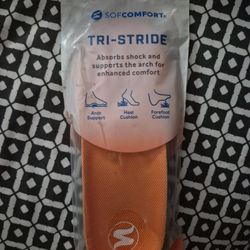 SOFCOMFORT
TRI-STRIDE
Absorbs shock and
supports the arch for
enhanced comfort
Arch Support
Heel Cushion
Forefoot Cushion